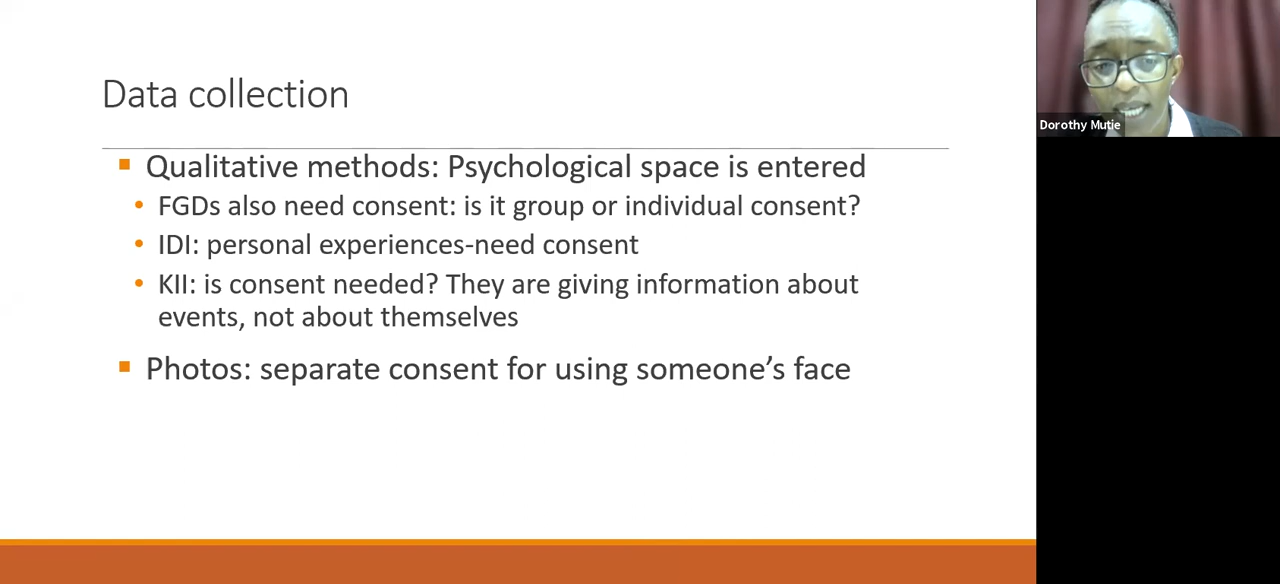 Data collection
Qualitative methods: Psychological space is entered
FGDs also need consent: is it group or individual consent?
IDI: personal experiences-need consent
KII: is consent needed? They are giving information about
events, not about themselves
Photos: separate consent for using someone’s face
Dorothy Mutie